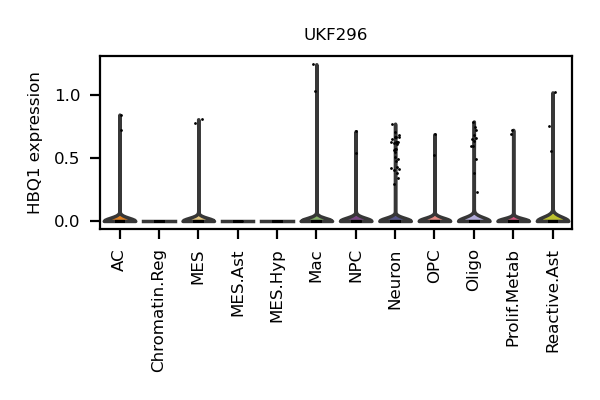 UKF296
HBQ1 expression
1.0
0.5
0.0
AC
Chromatin.Reg
MES
MES.Ast
MES.Hyp
Mac
NPC
Neuron
OPC
Oligo
Prolif.Metab
Reactive.Ast